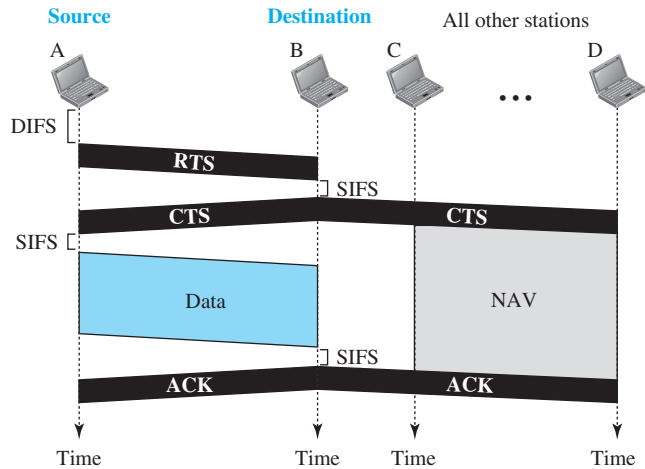 Source
Destination
All other stations
A
B
C
D
...
DIFS
RTS
SIFS
CTS
CTS
SIFS
Data
NAV
SIFS
ACK
ACK
Time
Time
Time
Time